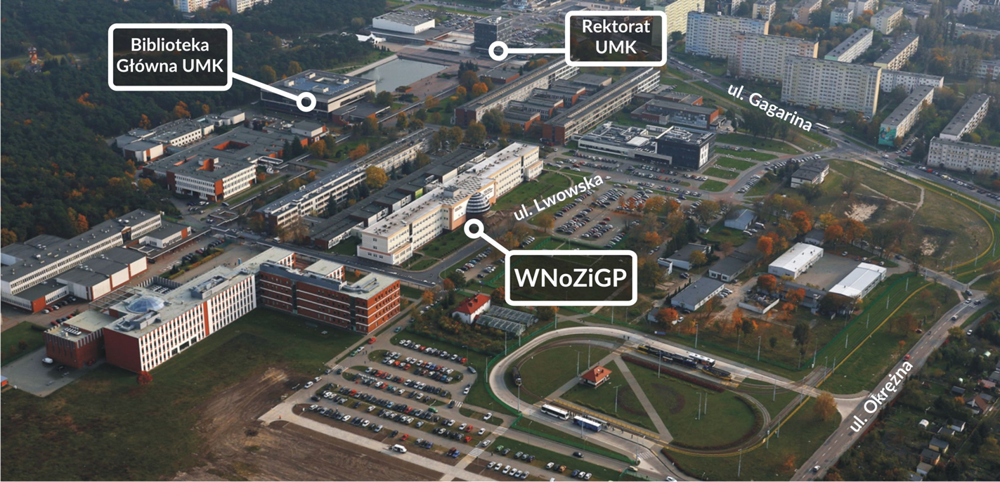 Biblioteka
Główna UMK
Rektorat
UMK
ul. Gagarina
ul. Lwowska
WNoZiGP
ul. Okrężna